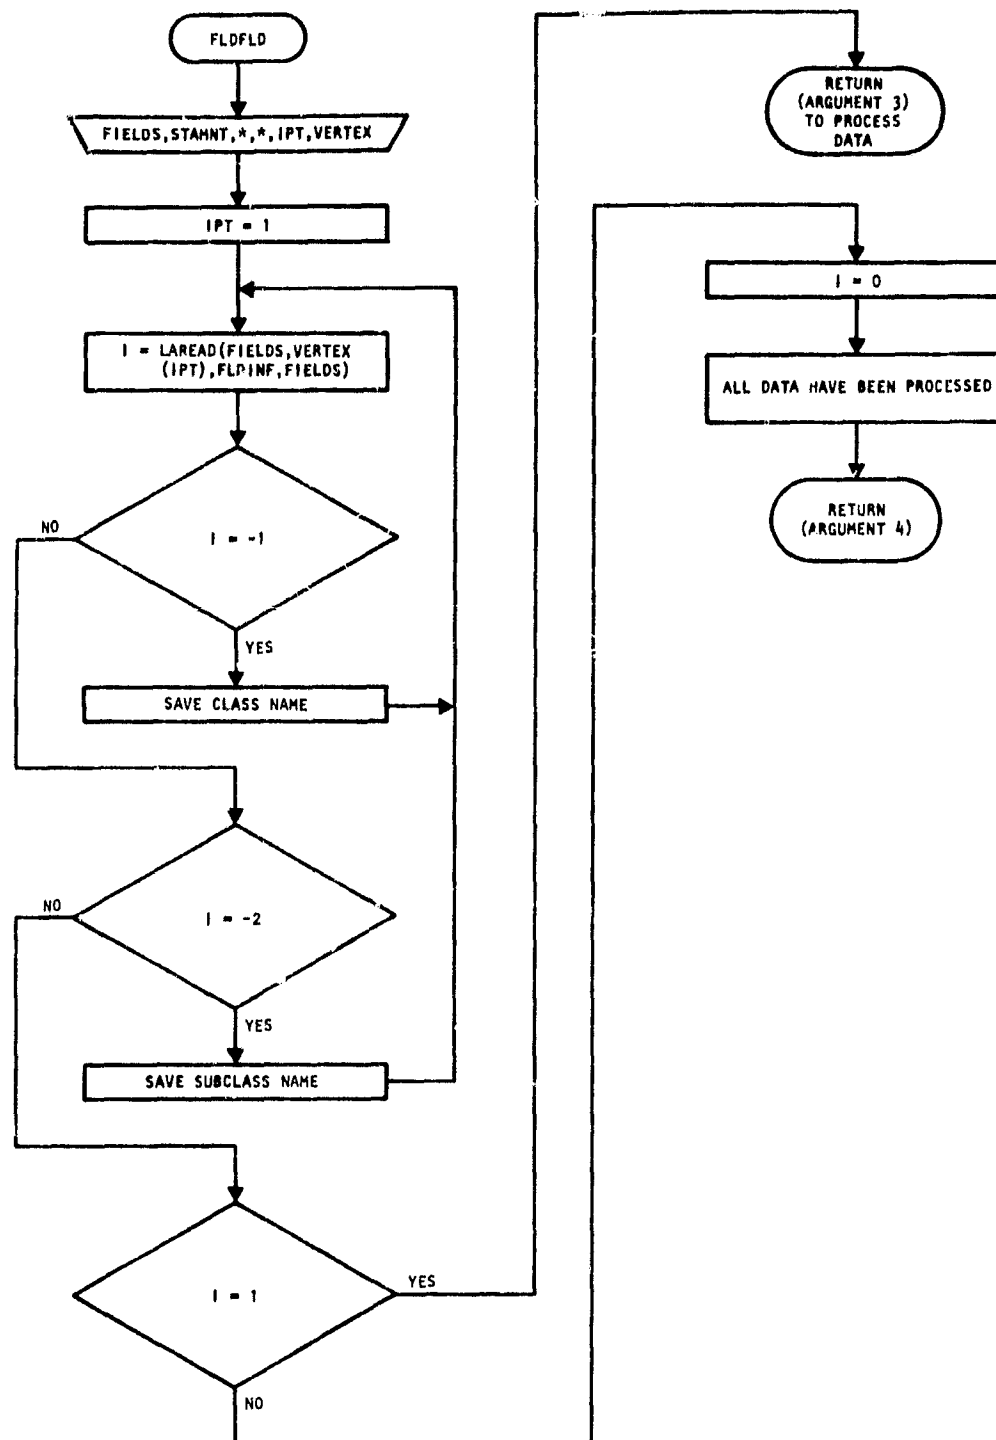 FLDFLD
FIELDS,STAMNT,*,*,IPT,VERTEX
IPT = 1
I = LAREAD(FIELDS,VERTEX
(IPT),FLDINF,FIELDS)
I = -1
NO
YES
SAVE CLASS NAME
I = -2
NO
YES
SAVE SUBCLASS NAME
I = 1
YES
NO
RETURN
(ARGUMENT 3)
TO PROCESS
DATA
I = 0
ALL DATA HAVE BEEN PROCESSED
RETURN
(ARGUMENT 4)